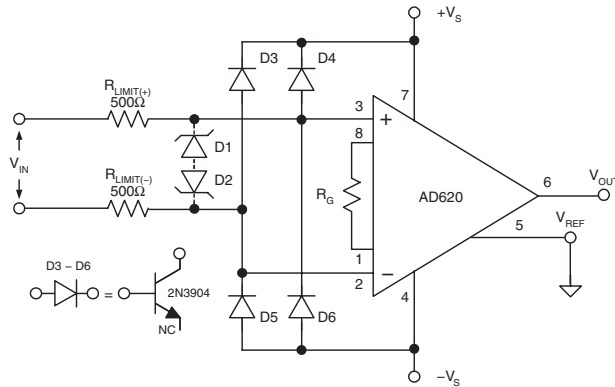 +V_S
D3
D4
R_LIMIT(+)
500Ω
3
+
7
8
D1
V_IN
D2
R_LIMIT(−)
500Ω
R_G
AD620
6
V_OUT
5
V_REF
1
−
2
4
D3 – D6
=
2N3904
NC
D5
D6
−V_S